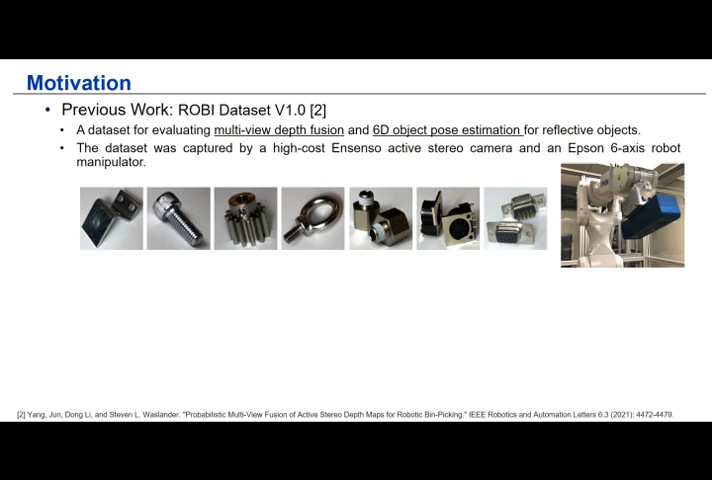 Motivation
• Previous Work: ROBI Dataset V1.0 [2]
• A dataset for evaluating multi-view depth fusion and 6D object pose estimation for reflective objects.
• The dataset was captured by a high-cost Ensenso active stereo camera and an Epson 6-axis robot
manipulator.
[2] Yang, Jun, Dong Li, and Steven L. Waslander. "Probabilistic Multi-View Fusion of Active Stereo Depth Maps for Robotic Bin-Picking." IEEE Robotics and Automation Letters 6.3 (2021): 4472-4479.